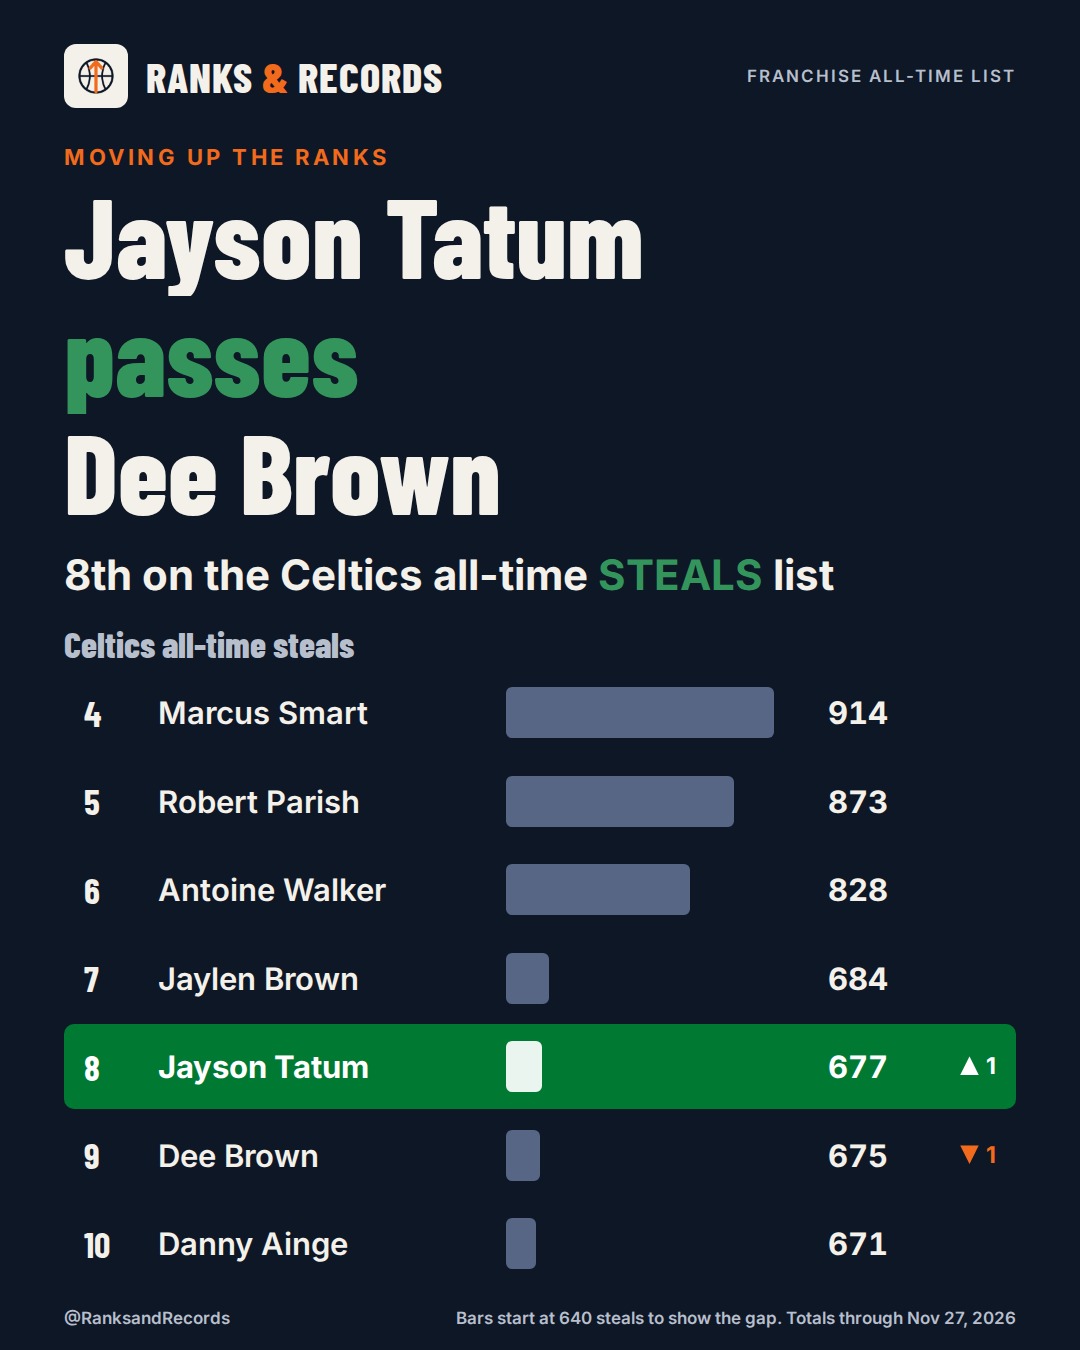 RANKS & RECORDS
FRANCHISE ALL-TIME LIST
MOVING UP THE RANKS
Jayson Tatum
passes
Dee Brown
8th on the Celtics all-time STEALS list
Celtics all-time steals
4 Marcus Smart 914
5 Robert Parish 873
6 Antoine Walker 828
7 Jaylen Brown 684
8 Jayson Tatum 677 ▲ 1
9 Dee Brown 675 ▼ 1
10 Danny Ainge 671
@RanksandRecords
Bars start at 640 steals to show the gap. Totals through Nov 27, 2026